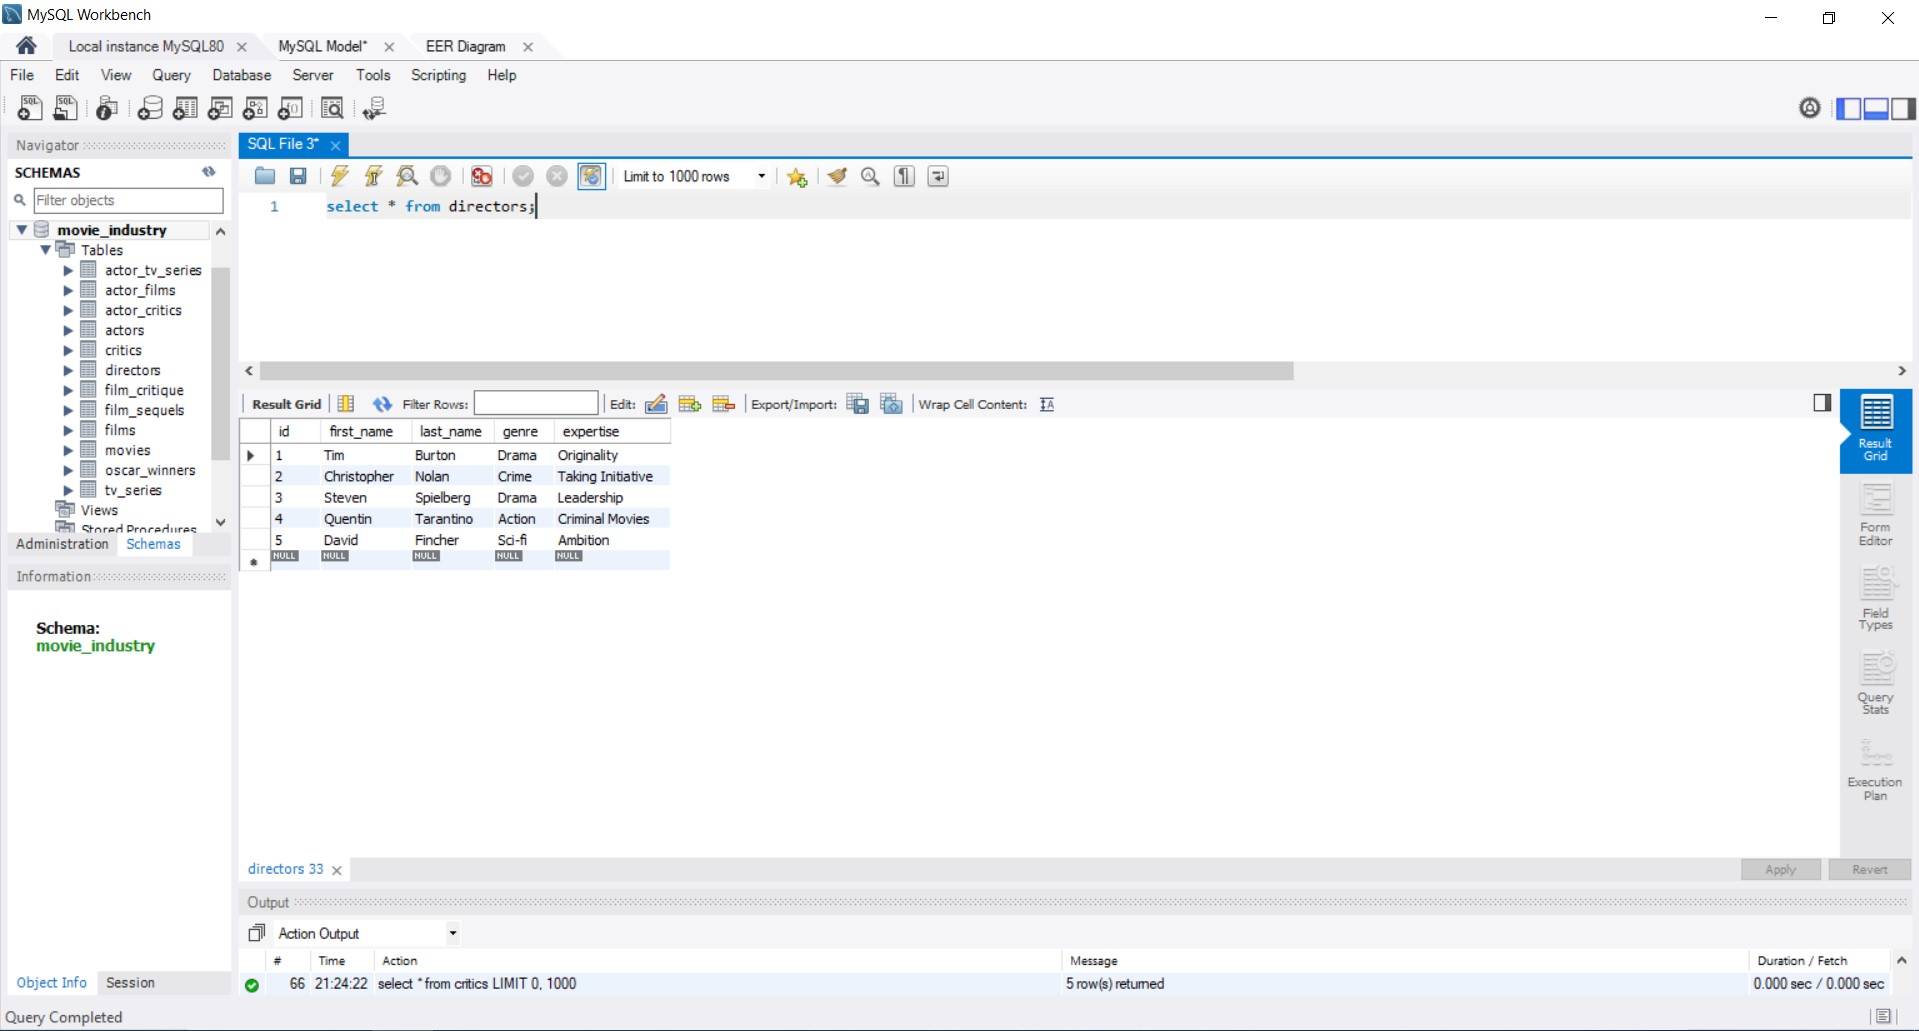 MySQL Workbench
Local instance MySQL80
MySQL Model*
EER Diagram
File Edit View Query Database Server Tools Scripting Help
Navigator
SCHEMAS
Filter objects
movie_industry
Tables
actor_tv_series
actor_films
actor_critics
actors
critics
directors
film_critique
film_sequels
films
movies
oscar_winners
tv_series
Views
Stored Procedures
Administration Schemas
Information
Schema:
movie_industry
Object Info Session
SQL File 3*
Limit to 1000 rows
1 select * from directors;
Result Grid Filter Rows: Edit: Export/Import: Wrap Cell Content:
id first_name last_name genre expertise
1 Tim Burton Drama Originality
2 Christopher Nolan Crime Taking Initiative
3 Steven Spielberg Drama Leadership
4 Quentin Tarantino Action Criminal Movies
5 David Fincher Sci-fi Ambition
NULL NULL NULL NULL NULL
Result
Grid
Form
Editor
Field
Types
Query
Stats
Execution
Plan
directors 33
Apply Revert
Output
Action Output
# Time Action Message Duration / Fetch
66 21:24:22 select * from critics LIMIT 0, 1000 5 row(s) returned 0.000 sec / 0.000 sec
Query Completed